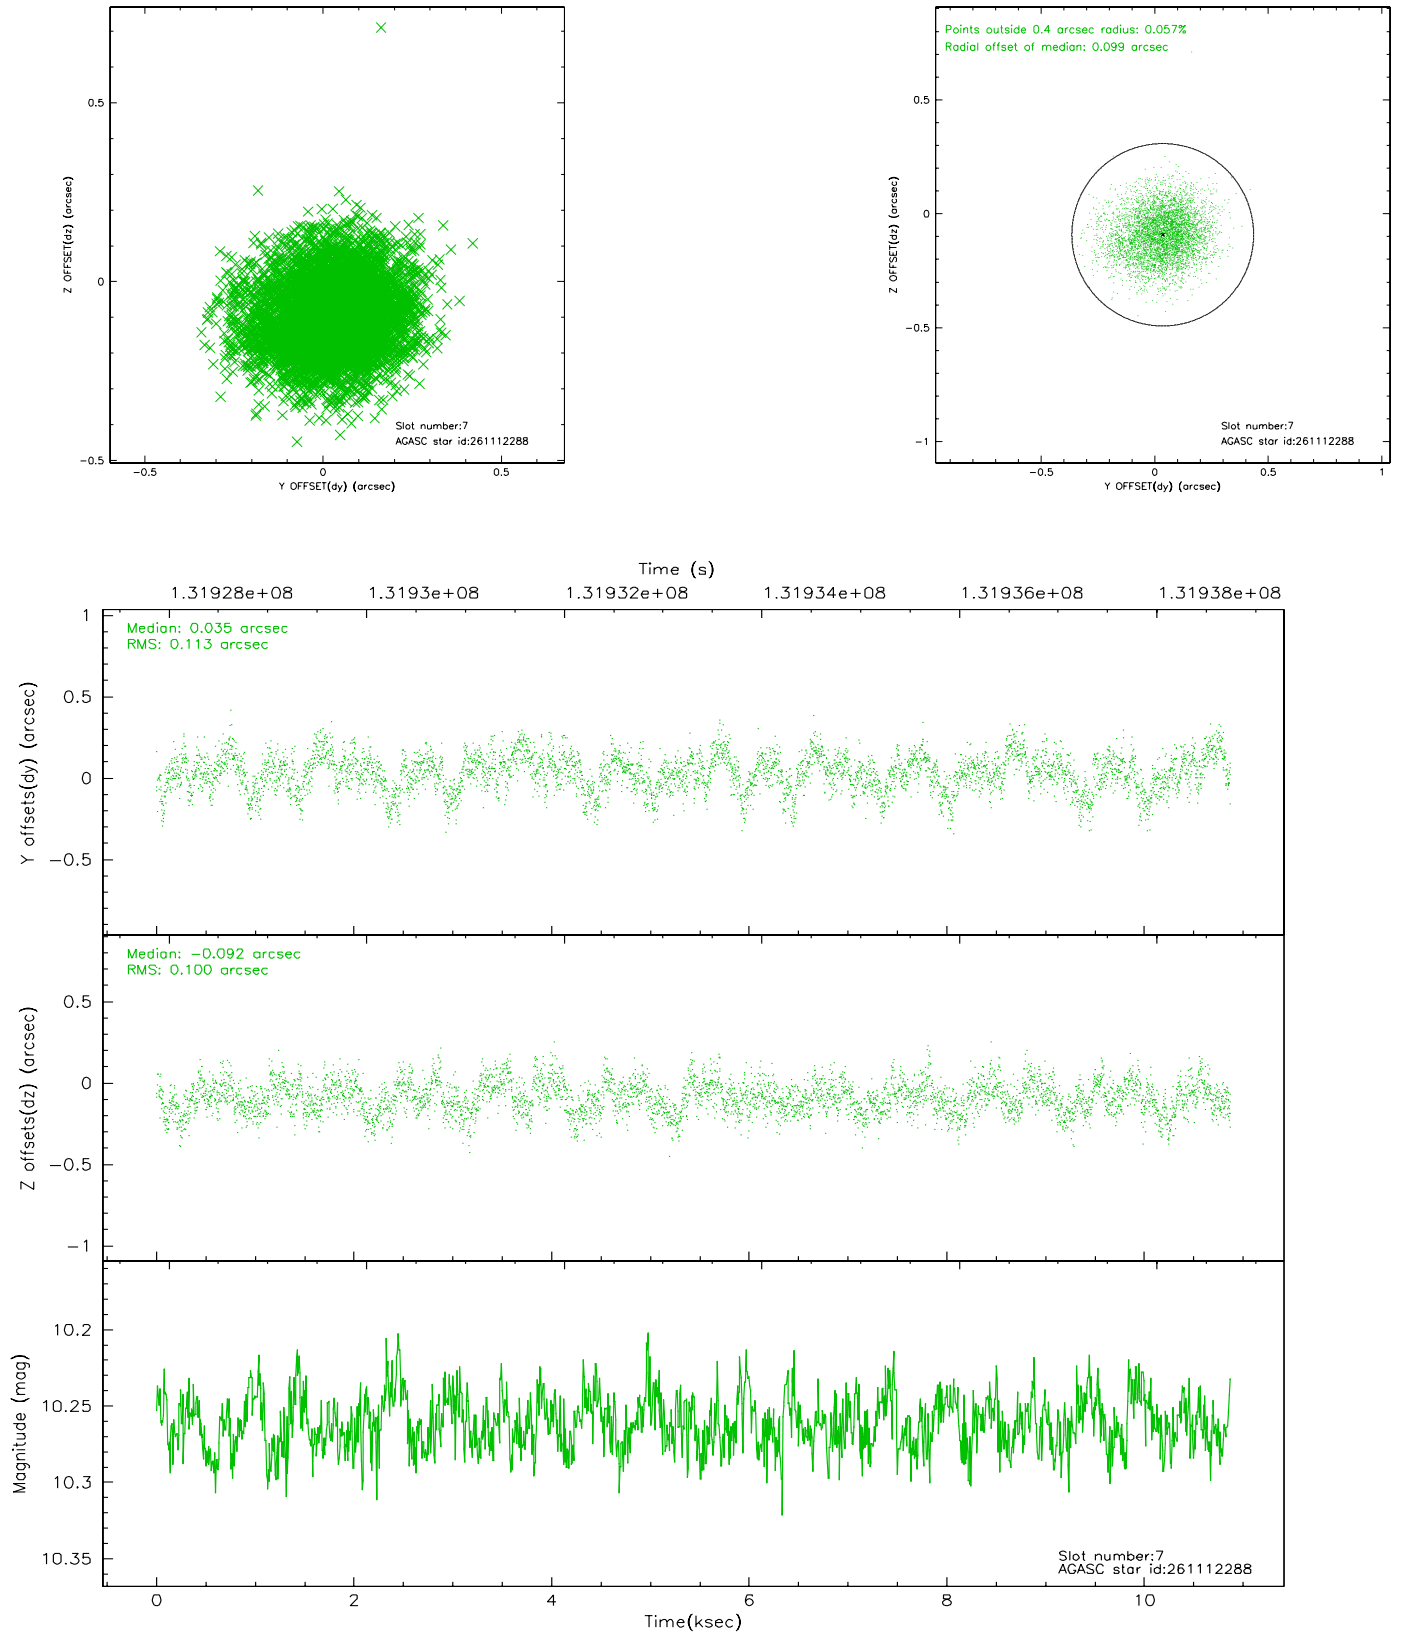 0.5
0
-0.5
Z OFFSET(dz) (arcsec)
-0.5
0
0.5
Y OFFSET(dy) (arcsec)
Slot number:7
AGASC star id:261112288
Points outside 0.4 arcsec radius: 0.057%
Radial offset of median: 0.099 arcsec
0.5
0
-0.5
-1
Z OFFSET(dz) (arcsec)
-0.5
0
0.5
1
Y OFFSET(dy) (arcsec)
Slot number:7
AGASC star id:261112288
Time (s)
1.31928e+08
1.3193e+08
1.31932e+08
1.31934e+08
1.31936e+08
1.31938e+08
Median: 0.035 arcsec
RMS: 0.113 arcsec
1
0.5
0
-0.5
Y offsets(dy) (arcsec)
Median: -0.092 arcsec
RMS: 0.100 arcsec
0.5
0
-0.5
-1
Z offsets(dz) (arcsec)
10.2
10.25
10.3
10.35
Magnitude (mag)
Slot number:7
AGASC star id:261112288
0
2
4
6
8
10
Time(ksec)